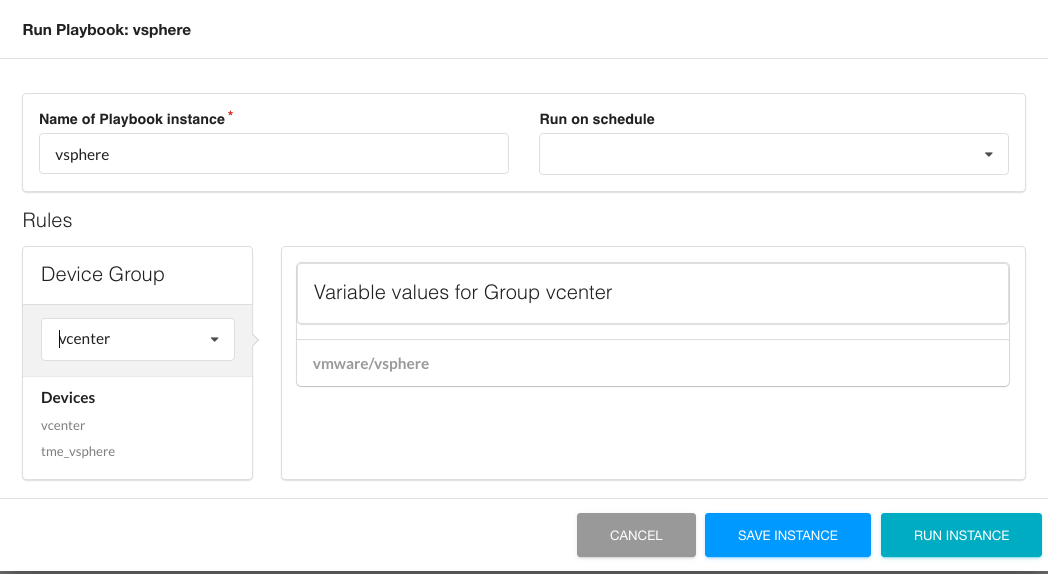 Run Playbook: vsphere
Name of Playbook instance*
Run on schedule
vsphere
Rules
Device Group
vcenter
Devices
vcenter
tme_vsphere
Variable values for Group vcenter
vmware/vsphere
CANCEL
SAVE INSTANCE
RUN INSTANCE